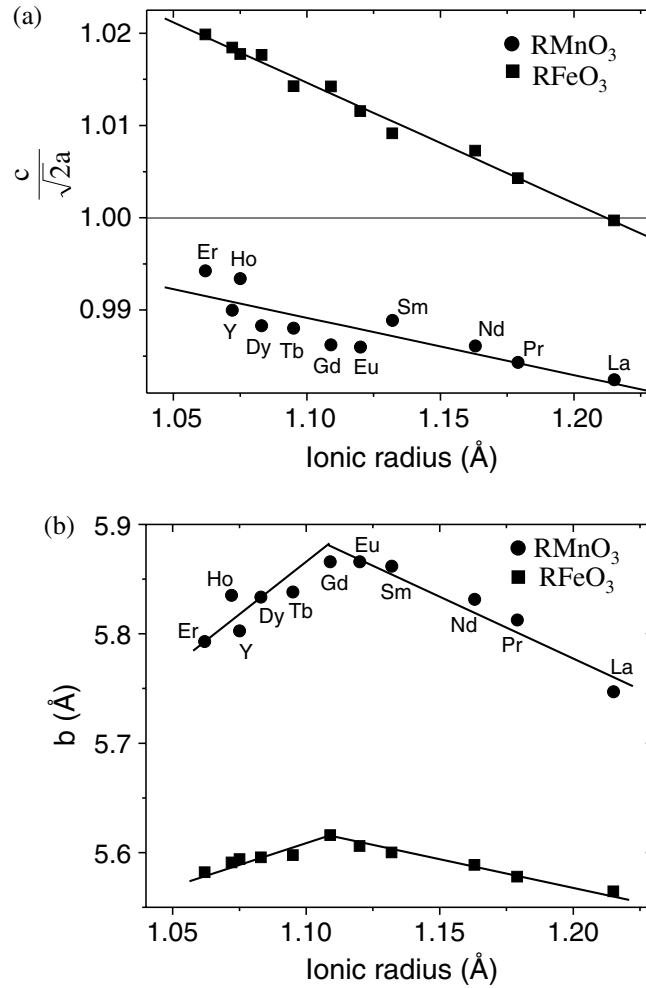 (a)
1.02
1.01
1.00
0.99
c
√2a
RMnO₃
RFeO₃
Er
Ho
Y
Dy
Tb
Gd
Eu
Sm
Nd
Pr
La
1.05 1.10 1.15 1.20
Ionic radius (Å)
(b)
5.9
5.8
5.7
5.6
b (Å)
RMnO₃
RFeO₃
Er
Ho
Y
Dy
Tb
Gd
Eu
Sm
Nd
Pr
La
1.05 1.10 1.15 1.20
Ionic radius (Å)